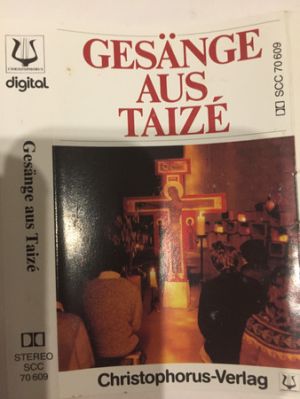 CHRISTOPHORUS
digital
Gesänge aus Taizé
STEREO
SCC
70 609
GESÄNGE
AUS
TAIZÉ
SCC 70 609
Christophorus-Verlag